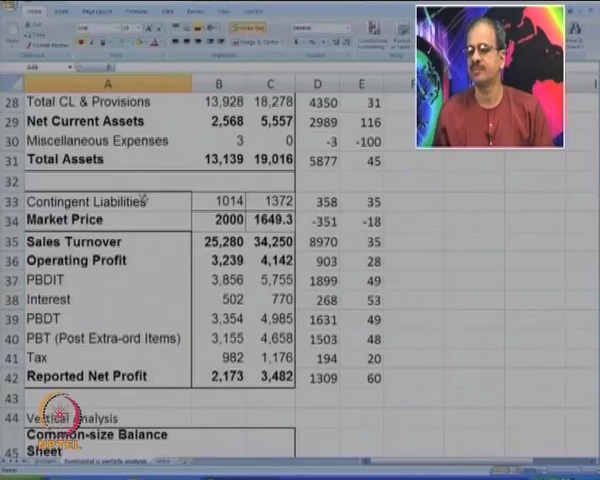 A B C D E
28 Total CL & Provisions 13,928 18,278 4350 31
29 Net Current Assets 2,568 5,557 2989 116
30 Miscellaneous Expenses 3 0 -3 -100
31 Total Assets 13,139 19,016 5877 45
32
33 Contingent Liabilities 1014 1372 358 35
34 Market Price 2000 1649.3 -351 -18
35 Sales Turnover 25,280 34,250 8970 35
36 Operating Profit 3,239 4,142 903 28
37 PBDIT 3,856 5,755 1899 49
38 Interest 502 770 268 53
39 PBDT 3,354 4,985 1631 49
40 PBT (Post Extra-ord Items) 3,155 4,658 1503 48
41 Tax 982 1,176 194 20
42 Reported Net Profit 2,173 3,482 1309 60
43
44 Vertical Analysis
Common-size Balance
45 Sheet
NPTEL